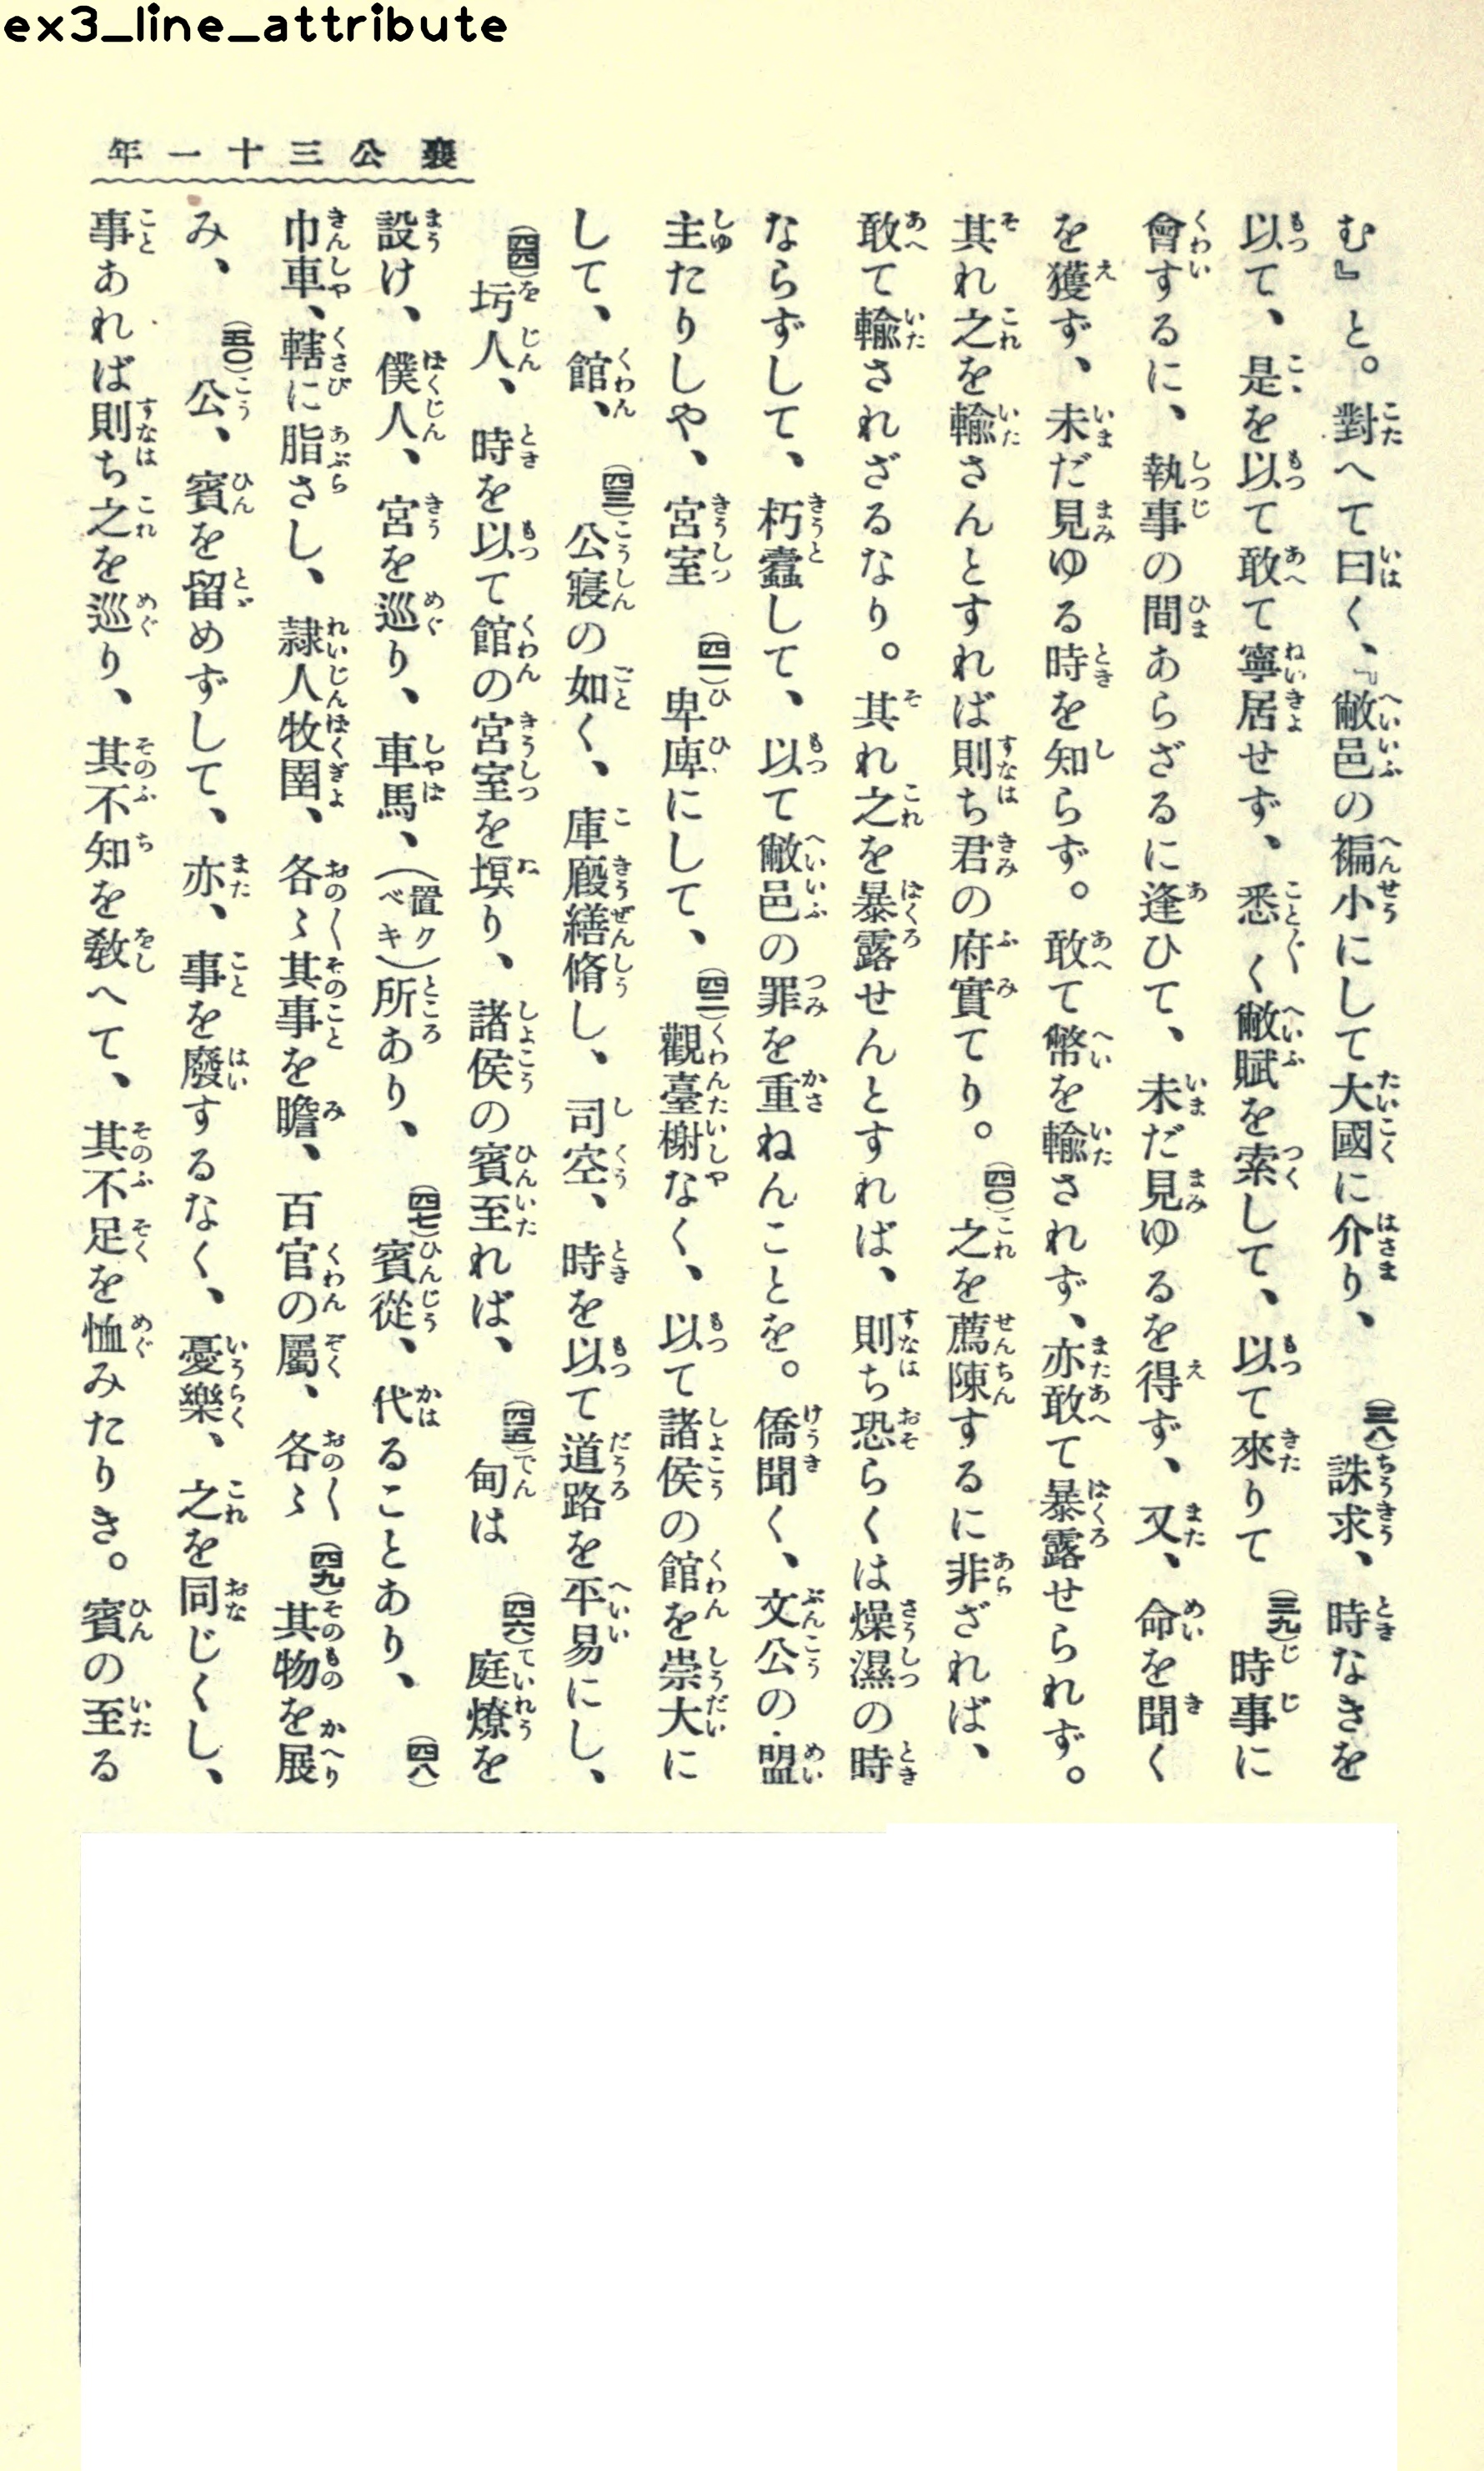 ex3_line_attribute
襄公三十一年
む』と。對へて曰く、『敝邑の褊小にして大國に介り、(三八)誅求、時なきを
以て、是を以て敢て寧居せず、悉く敝賦を索して、以て來りて(三九)時事に
會するに、執事の間あらざるに逢ひて、未だ見ゆるを得ず、又、命を聞く
を獲ず、未だ見ゆる時を知らず。敢て幣を輸されず、亦敢て暴露せられず。
其れ之を輸さんとすれば則ち君の府實てり。(四〇)之を薦陳するに非ざれば、
敢て輸されざるなり。其れ之を暴露せんとすれば、則ち恐らくは燥濕の時
ならずして、朽蠹して、以て敝邑の罪を重ねんことを。僑聞く、文公の盟
主たりしや、宮室(四一)卑庳にして、(四二)觀臺榭なく、以て諸侯の館を崇大に
して、館、(四三)公寢の如く、庫廏繕脩し、司空、時を以て道路を平易にし、
(四四)圬人、時を以て館の宮室を塓り、諸侯の賓至れば、(四五)甸は(四六)庭燎を
設け、僕人、宮を巡り、車馬、(置クベキ)所あり、(四七)賓從、代ることあり、(四八)
巾車、轄に脂さし、隷人牧圉、各〻其事を瞻、百官の屬、各〻(四九)其物を展
み、(五〇)公、賓を留めずして、亦、事を廢するなく、憂樂、之を同じくし、
事あれば則ち之を巡り、其不知を敎へて、其不足を恤みたりき。賓の至る